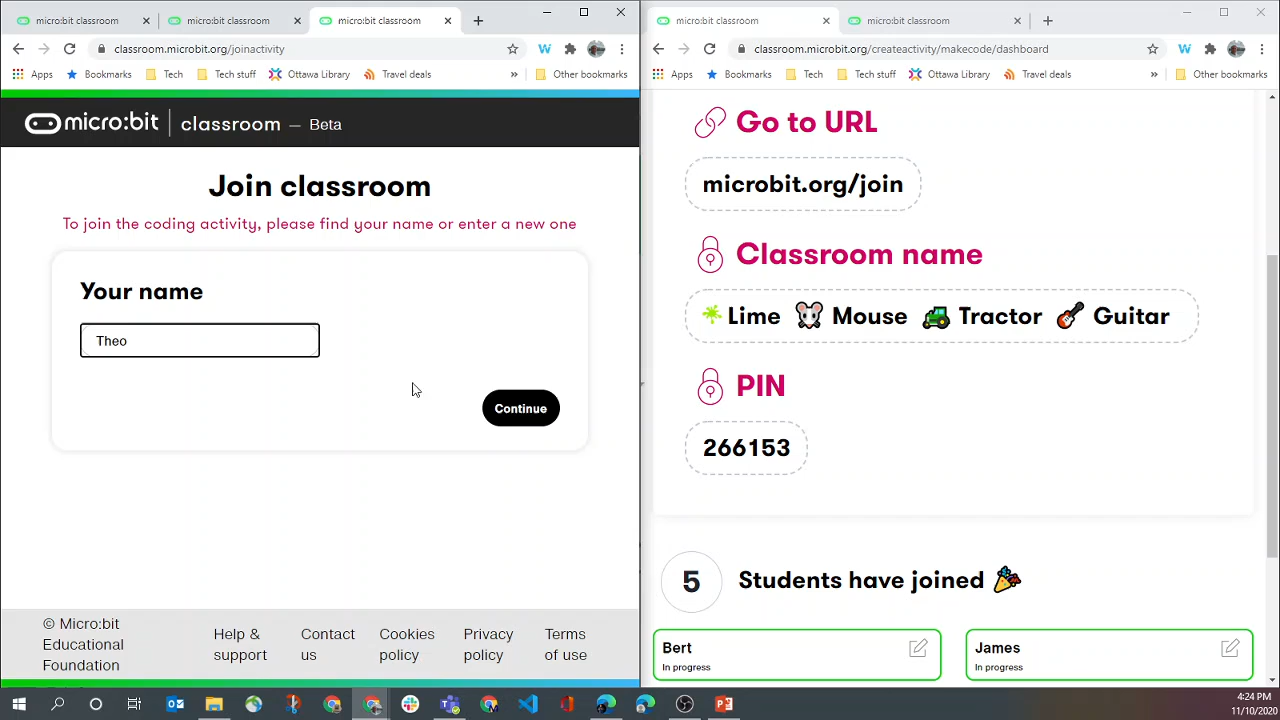 micro:bit classroom
micro:bit classroom
micro:bit classroom
classroom.microbit.org/joinactivity
Apps
Bookmarks
Tech
Tech stuff
Ottawa Library
Travel deals
»
Other bookmarks
micro:bit | classroom — Beta
Join classroom
To join the coding activity, please find your name or enter a new one
Your name
Theo
Continue
© Micro:bit
Educational
Foundation
Help &
support
Contact
us
Cookies
policy
Privacy
policy
Terms
of use
micro:bit classroom
micro:bit classroom
classroom.microbit.org/createactivity/makecode/dashboard
Apps
Bookmarks
Tech
Tech stuff
Ottawa Library
Travel deals
»
Other bookmarks
Go to URL
microbit.org/join
Classroom name
Lime Mouse Tractor Guitar
PIN
266153
5 Students have joined
Bert
In progress
James
In progress
4:24 PM
11/10/2020